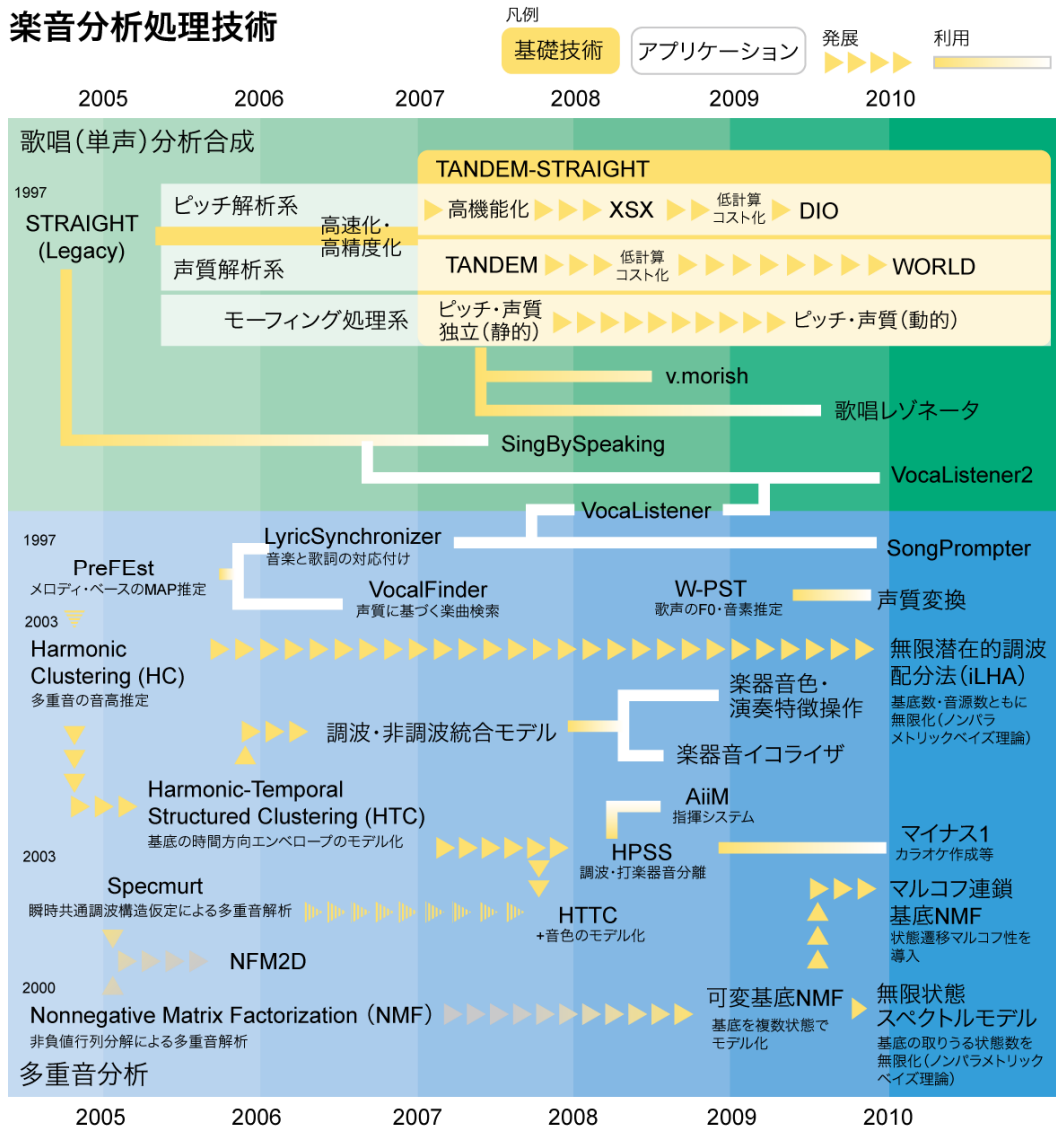 楽音分析処理技術
凡例
基礎技術
アプリケーション
発展
利用
2005 2006 2007 2008 2009 2010
歌唱（単声）分析合成
1997
STRAIGHT
(Legacy)
TANDEM-STRAIGHT
ピッチ解析系
高速化・
高精度化
高機能化
XSX
低計算
コスト化
DIO
声質解析系
TANDEM
低計算
コスト化
WORLD
モーフィング処理系
ピッチ・声質
独立（静的）
ピッチ・声質（動的）
v.morish
歌唱レゾネータ
SingBySpeaking
VocaListener2
VocaListener
1997
PreFEst
メロディ・ベースのMAP推定
LyricSynchronizer
音楽と歌詞の対応付け
SongPrompter
VocalFinder
声質に基づく楽曲検索
W-PST
歌声のF0・音素推定
声質変換
2003
Harmonic
Clustering (HC)
多重音の音高推定
無限潜在的調波
配分法（iLHA）
基底数・音源数ともに
無限化（ノンパラ
メトリックベイズ理論）
調波・非調波統合モデル
楽器音色・
演奏特徴操作
楽器音イコライザ
Harmonic-Temporal
Structured Clustering (HTC)
基底の時間方向エンベロープのモデル化
AiiM
指揮システム
HPSS
調波・打楽器音分離
マイナス1
カラオケ作成等
2003
Specmurt
瞬時共通調波構造仮定による多重音解析
HTTC
+音色のモデル化
マルコフ連鎖
基底NMF
状態遷移マルコフ性を
導入
NFM2D
2000
Nonnegative Matrix Factorization（NMF）
非負値行列分解による多重音解析
可変基底NMF
基底を複数状態で
モデル化
無限状態
スペクトルモデル
基底の取りうる状態数を
無限化（ノンパラメトリック
ベイズ理論）
多重音分析
2005 2006 2007 2008 2009 2010